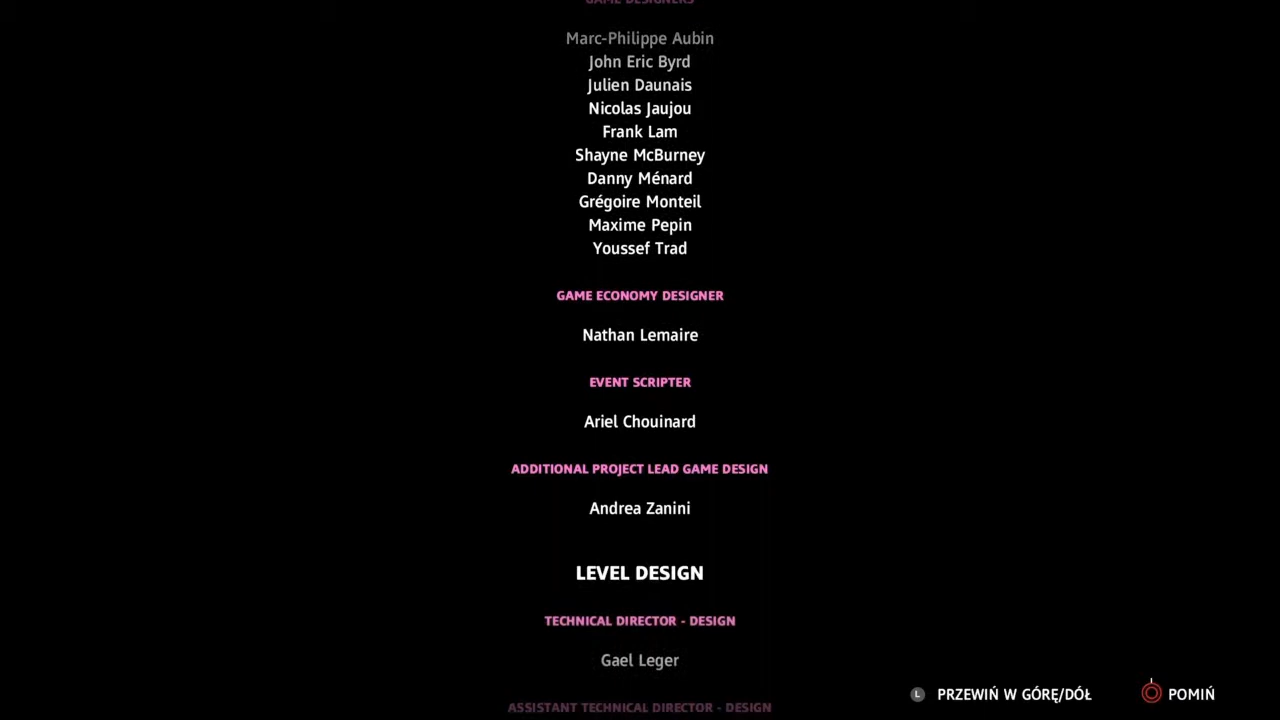 GAME DESIGNERS
Marc-Philippe Aubin
John Eric Byrd
Julien Daunais
Nicolas Jaujou
Frank Lam
Shayne McBurney
Danny Ménard
Grégoire Monteil
Maxime Pepin
Youssef Trad
GAME ECONOMY DESIGNER
Nathan Lemaire
EVENT SCRIPTER
Ariel Chouinard
ADDITIONAL PROJECT LEAD GAME DESIGN
Andrea Zanini
LEVEL DESIGN
TECHNICAL DIRECTOR - DESIGN
Gael Leger
ASSISTANT TECHNICAL DIRECTOR - DESIGN
L PRZEWIŃ W GÓRĘ/DÓŁ
POMIŃ